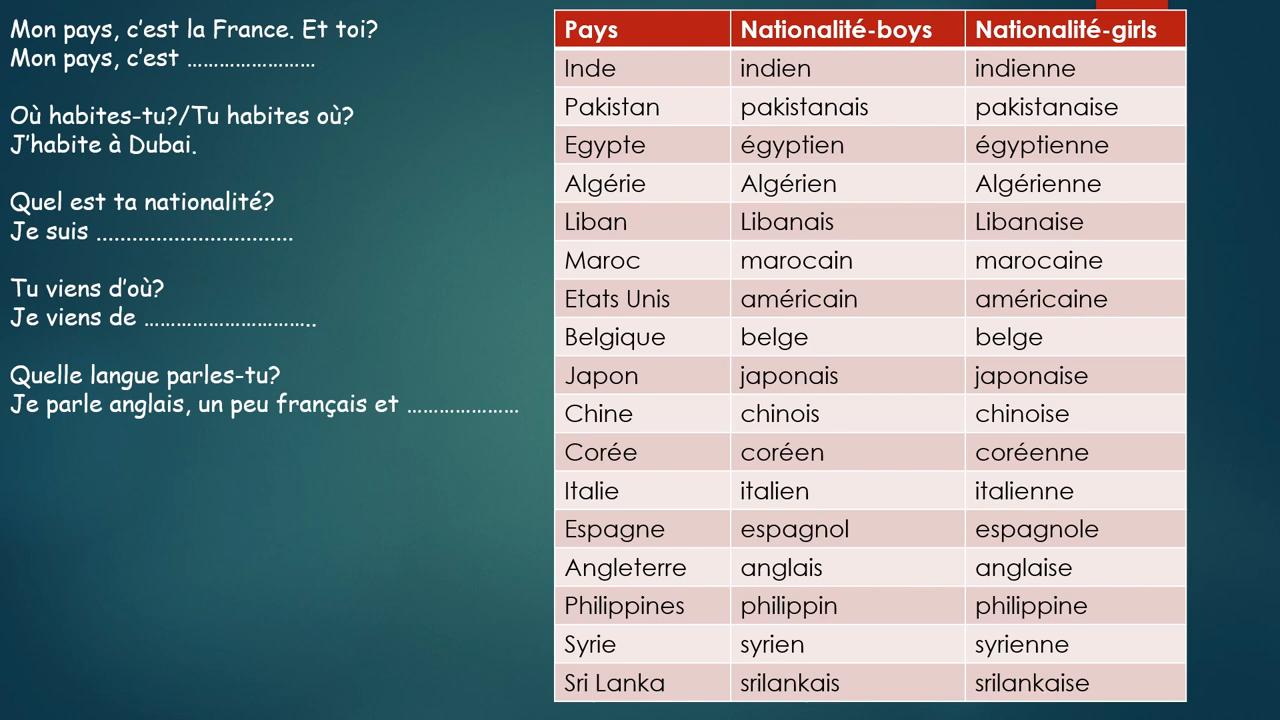 Mon pays, c’est la France. Et toi?
Mon pays, c’est ……………………
Où habites-tu?/Tu habites où?
J’habite à Dubai.
Quel est ta nationalité?
Je suis .................................
Tu viens d’où?
Je viens de …………………………..
Quelle langue parles-tu?
Je parle anglais, un peu français et …………………
Pays Nationalité-boys Nationalité-girls
Inde indien indienne
Pakistan pakistanais pakistanaise
Egypte égyptien égyptienne
Algérie Algérien Algérienne
Liban Libanais Libanaise
Maroc marocain marocaine
Etats Unis américain américaine
Belgique belge belge
Japon japonais japonaise
Chine chinois chinoise
Corée coréen coréenne
Italie italien italienne
Espagne espagnol espagnole
Angleterre anglais anglaise
Philippines philippin philippine
Syrie syrien syrienne
Sri Lanka srilankais srilankaise